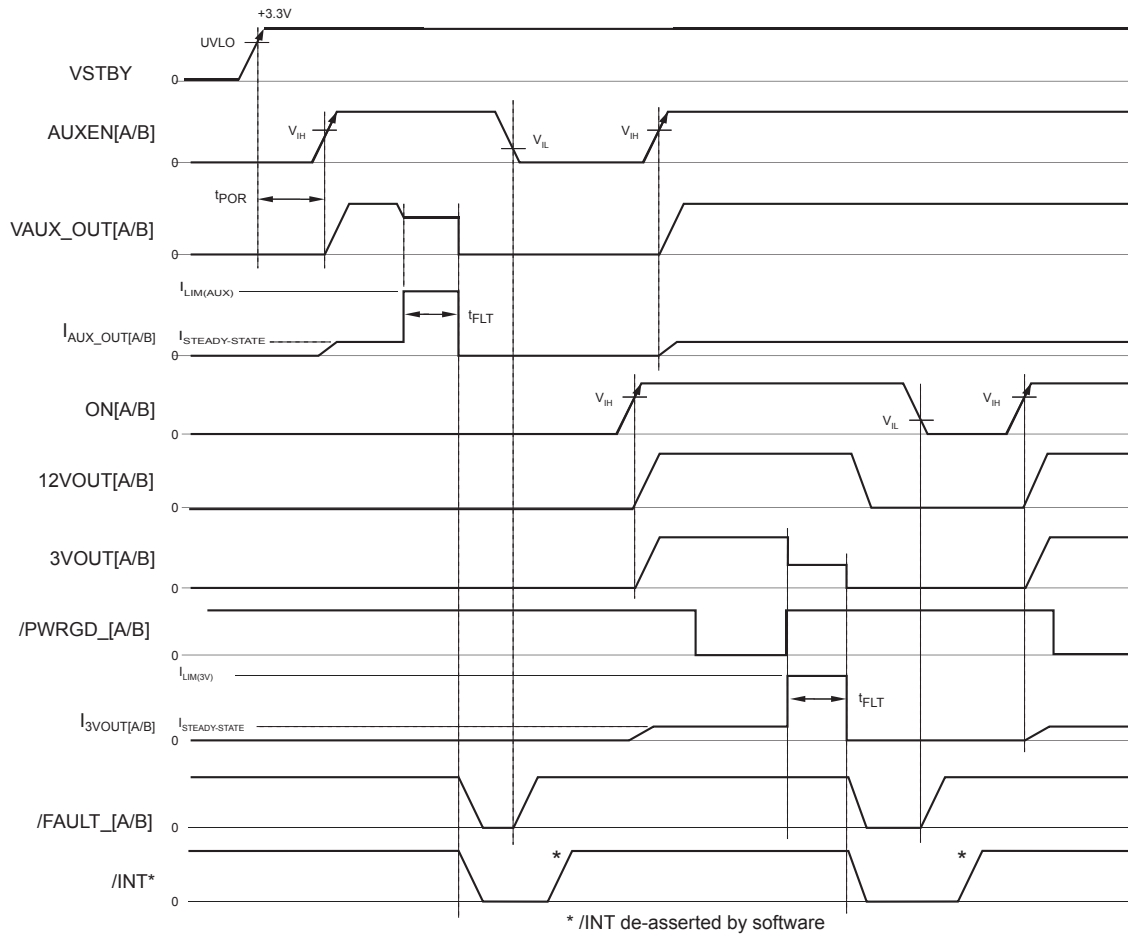 +3.3V
UVLO
VSTBY
0
AUXEN[A/B]
VIH
VIL
VIH
0
tPOR
VAUX_OUT[A/B]
0
ILIM(AUX)
tFLT
IAUX_OUT[A/B]
ISTEADY-STATE
0
ON[A/B]
VIH
VIL
VIH
0
12VOUT[A/B]
0
3VOUT[A/B]
0
/PWRGD_[A/B]
0
ILIM(3V)
tFLT
I3VOUT[A/B]
ISTEADY-STATE
0
/FAULT_[A/B]
0
* *
/INT*
0
* /INT de-asserted by software